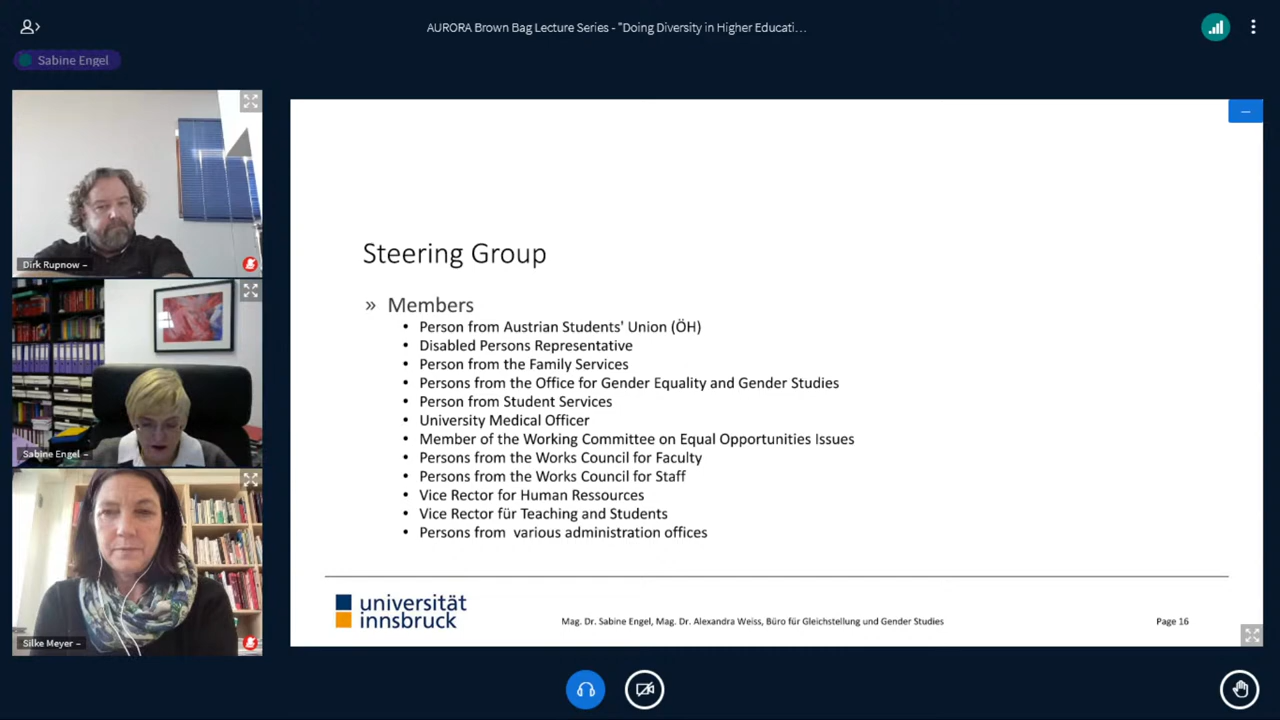 AURORA Brown Bag Lecture Series - "Doing Diversity in Higher Educati…
Sabine Engel
Dirk Rupnow –
Sabine Engel –
Silke Meyer –
Steering Group
» Members
• Person from Austrian Students' Union (ÖH)
• Disabled Persons Representative
• Person from the Family Services
• Persons from the Office for Gender Equality and Gender Studies
• Person from Student Services
• University Medical Officer
• Member of the Working Committee on Equal Opportunities Issues
• Persons from the Works Council for Faculty
• Persons from the Works Council for Staff
• Vice Rector for Human Ressources
• Vice Rector für Teaching and Students
• Persons from  various administration offices
universität
innsbruck
Mag. Dr. Sabine Engel, Mag. Dr. Alexandra Weiss, Büro für Gleichstellung und Gender Studies
Page 16